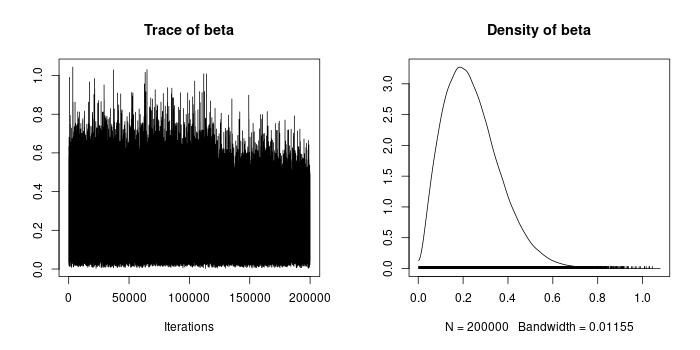 Trace of beta
1.0
0.8
0.6
0.4
0.2
0.0
0 50000 100000 150000 200000
Iterations
Density of beta
3.0
2.5
2.0
1.5
1.0
0.5
0.0
0.0 0.2 0.4 0.6 0.8 1.0
N = 200000 Bandwidth = 0.01155